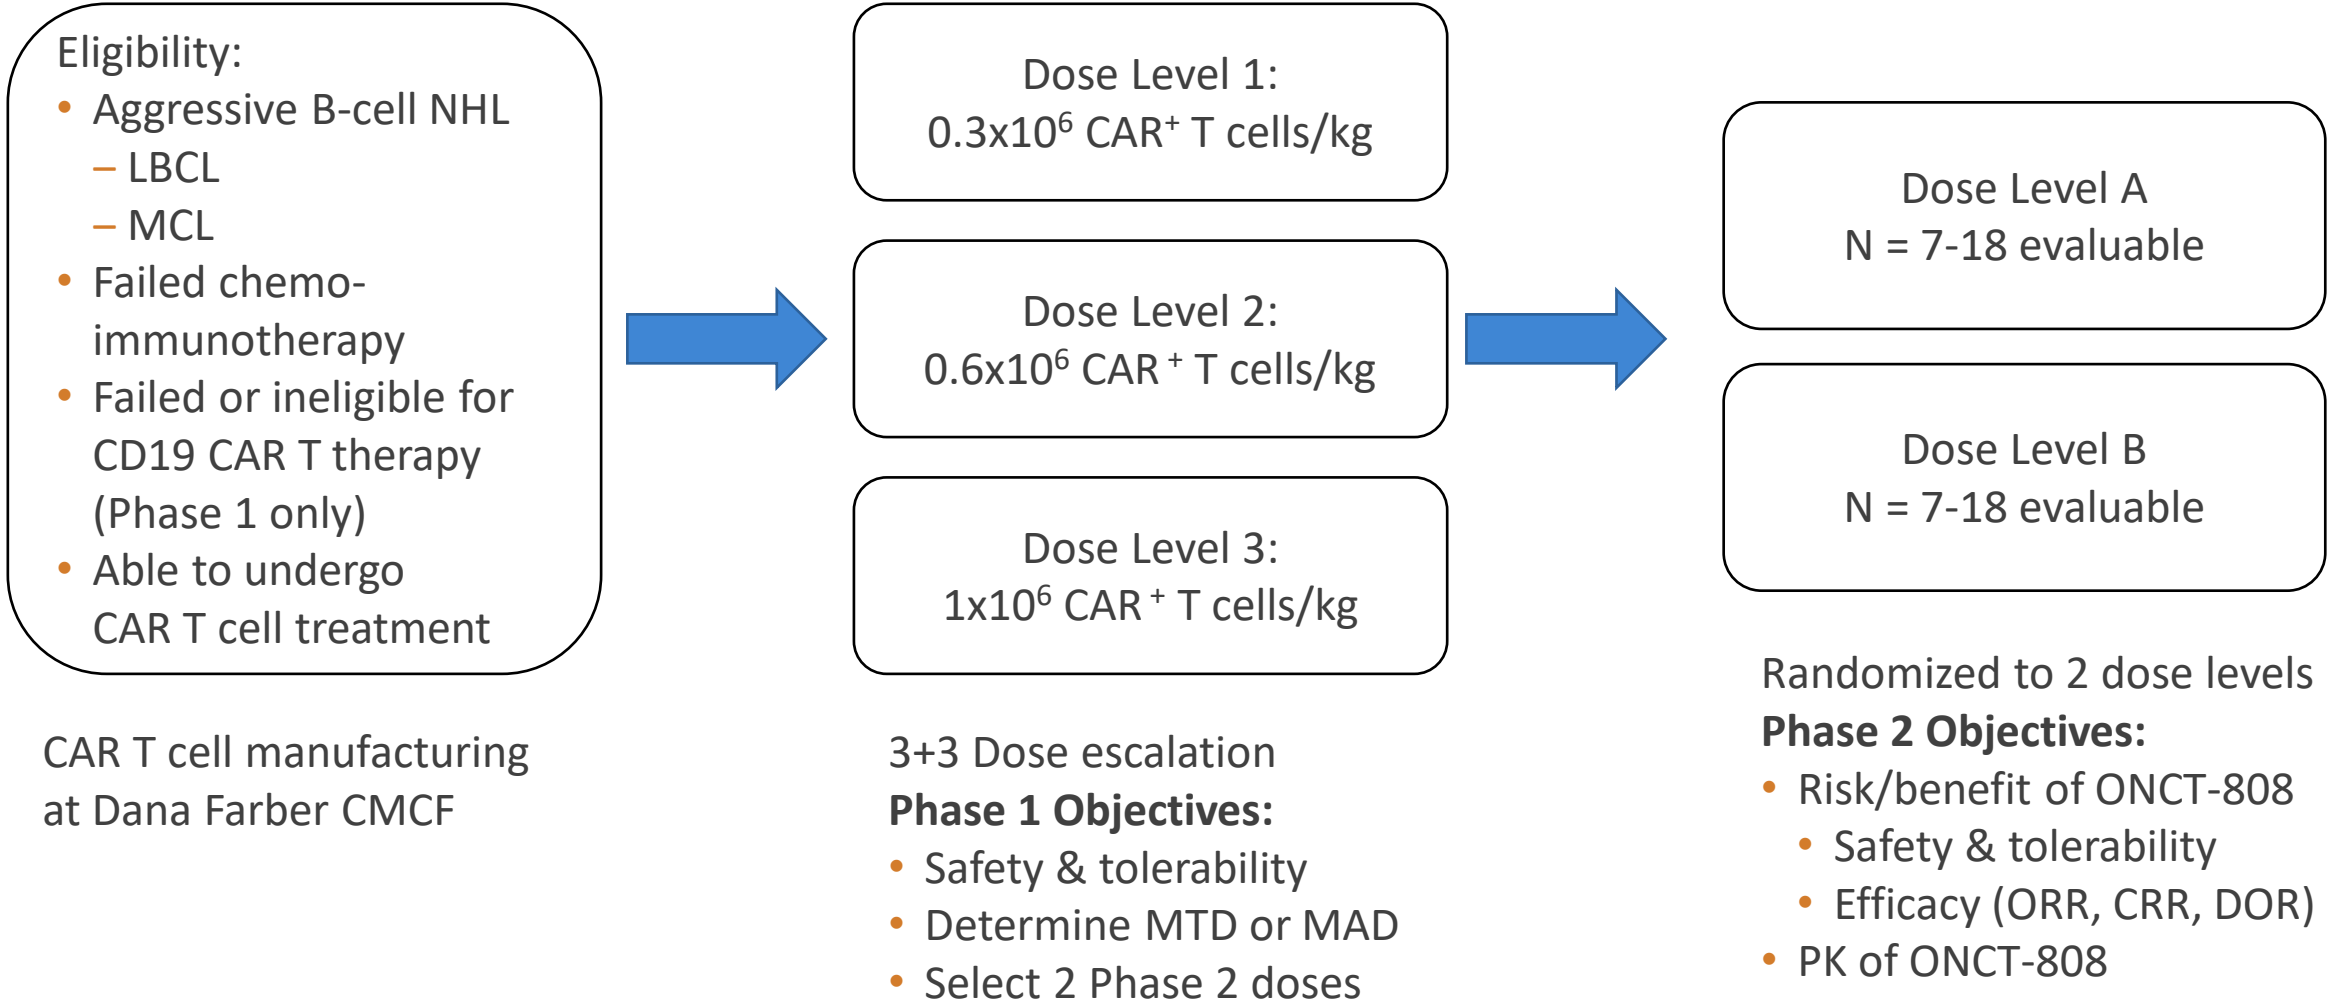 Eligibility:
• Aggressive B-cell NHL
– LBCL
– MCL
• Failed chemo-
immunotherapy
• Failed or ineligible for
CD19 CAR T therapy
(Phase 1 only)
• Able to undergo
CAR T cell treatment
CAR T cell manufacturing
at Dana Farber CMCF
Dose Level 1:
0.3x10⁶ CAR⁺ T cells/kg
Dose Level 2:
0.6x10⁶ CAR ⁺ T cells/kg
Dose Level 3:
1x10⁶ CAR ⁺ T cells/kg
3+3 Dose escalation
Phase 1 Objectives:
• Safety & tolerability
• Determine MTD or MAD
• Select 2 Phase 2 doses
Dose Level A
N = 7-18 evaluable
Dose Level B
N = 7-18 evaluable
Randomized to 2 dose levels
Phase 2 Objectives:
• Risk/benefit of ONCT-808
• Safety & tolerability
• Efficacy (ORR, CRR, DOR)
• PK of ONCT-808